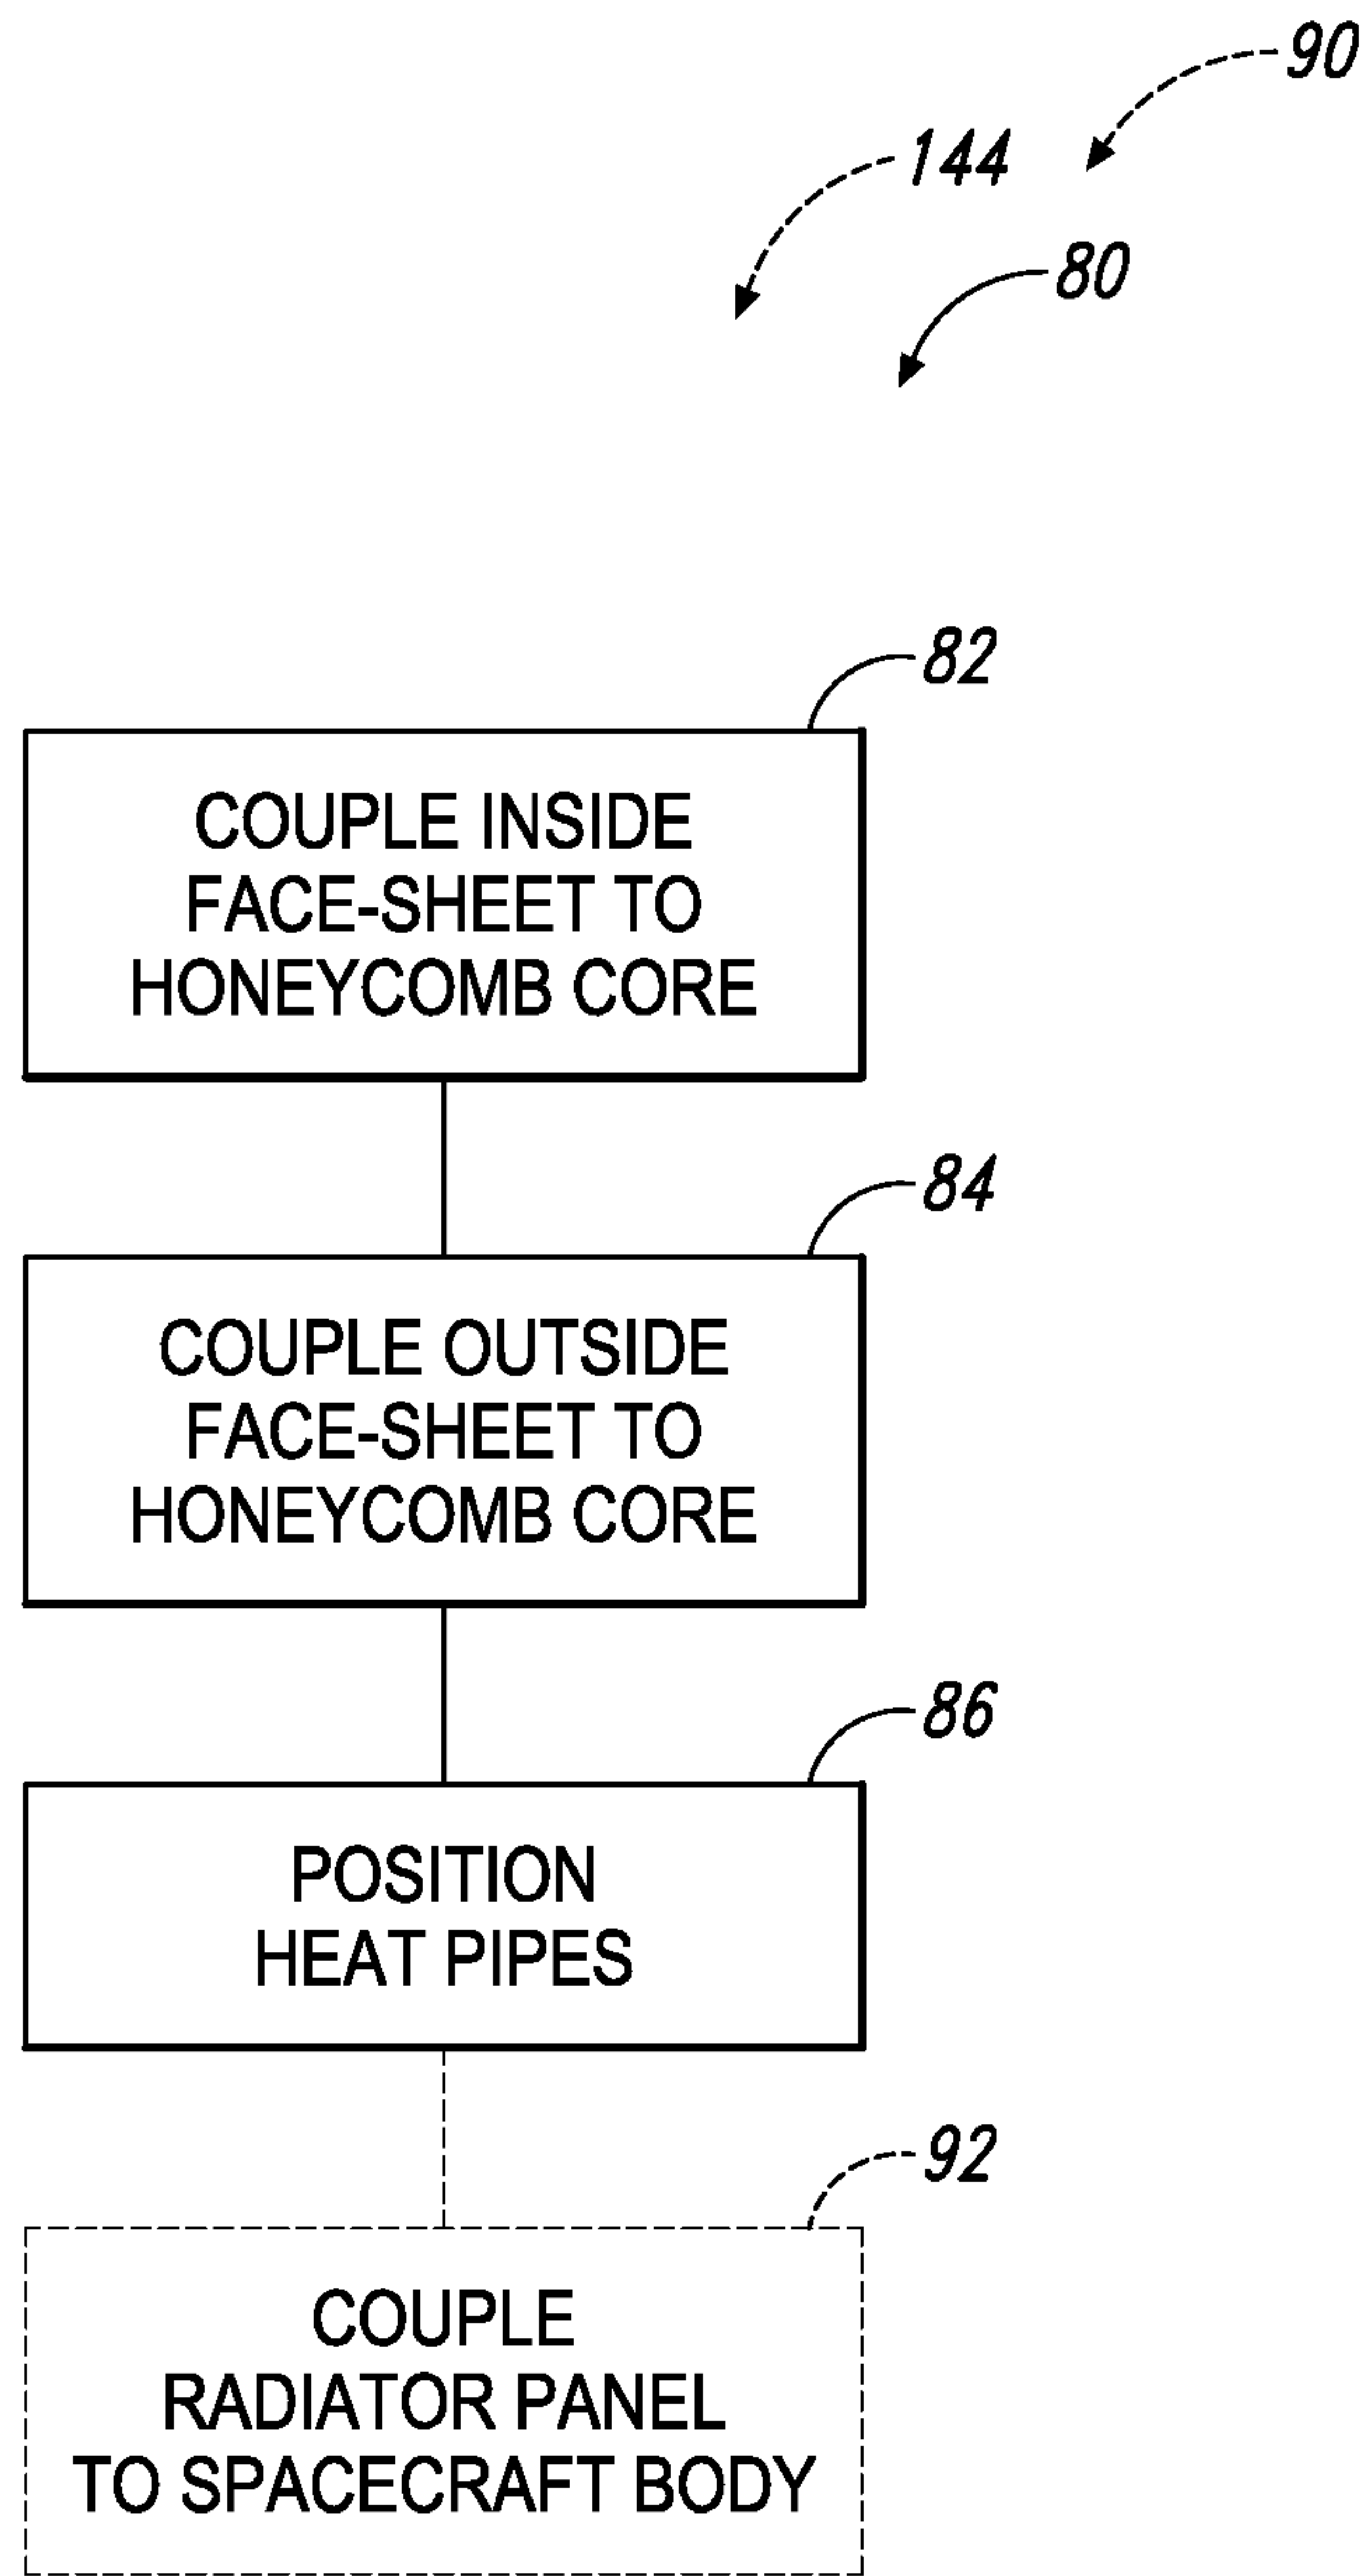 90
144
80
82
COUPLE INSIDE
FACE-SHEET TO
HONEYCOMB CORE
84
COUPLE OUTSIDE
FACE-SHEET TO
HONEYCOMB CORE
86
POSITION
HEAT PIPES
92
COUPLE
RADIATOR PANEL
TO SPACECRAFT BODY